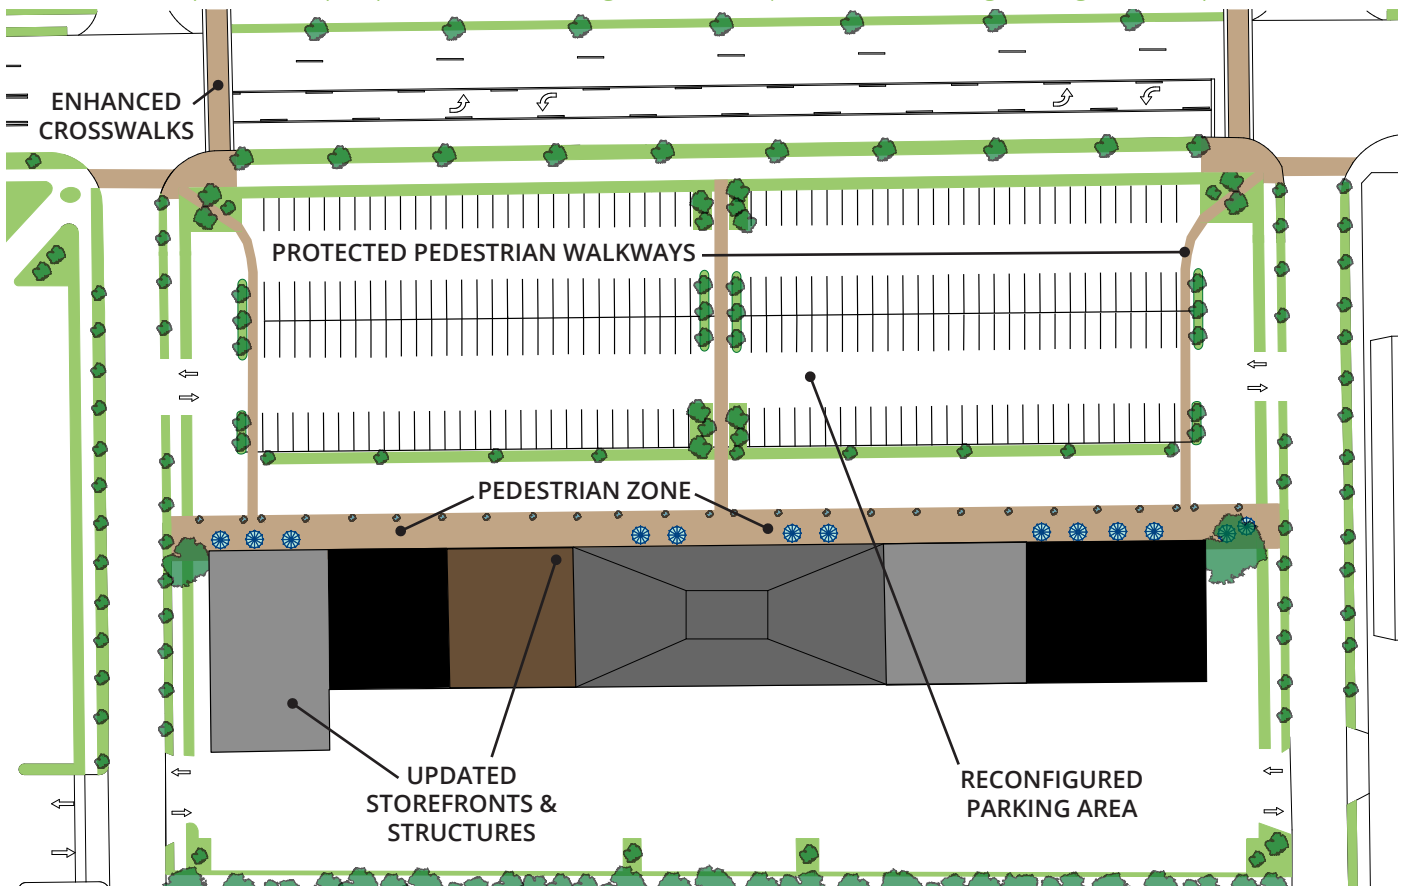 ENHANCED
CROSSWALKS
PROTECTED PEDESTRIAN WALKWAYS
PEDESTRIAN ZONE
UPDATED
STOREFRONTS &
STRUCTURES
RECONFIGURED
PARKING AREA